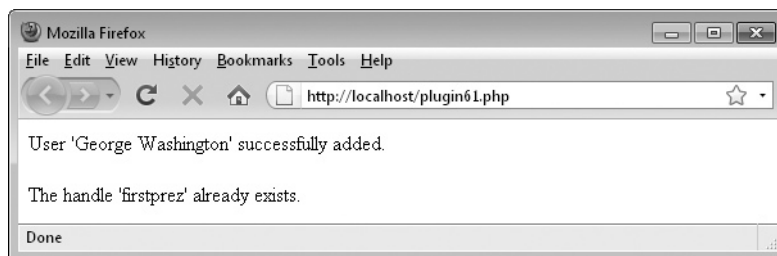 Mozilla Firefox
File Edit View History Bookmarks Tools Help
http://localhost/plugin61.php
User 'George Washington' successfully added.
The handle 'firstprez' already exists.
Done